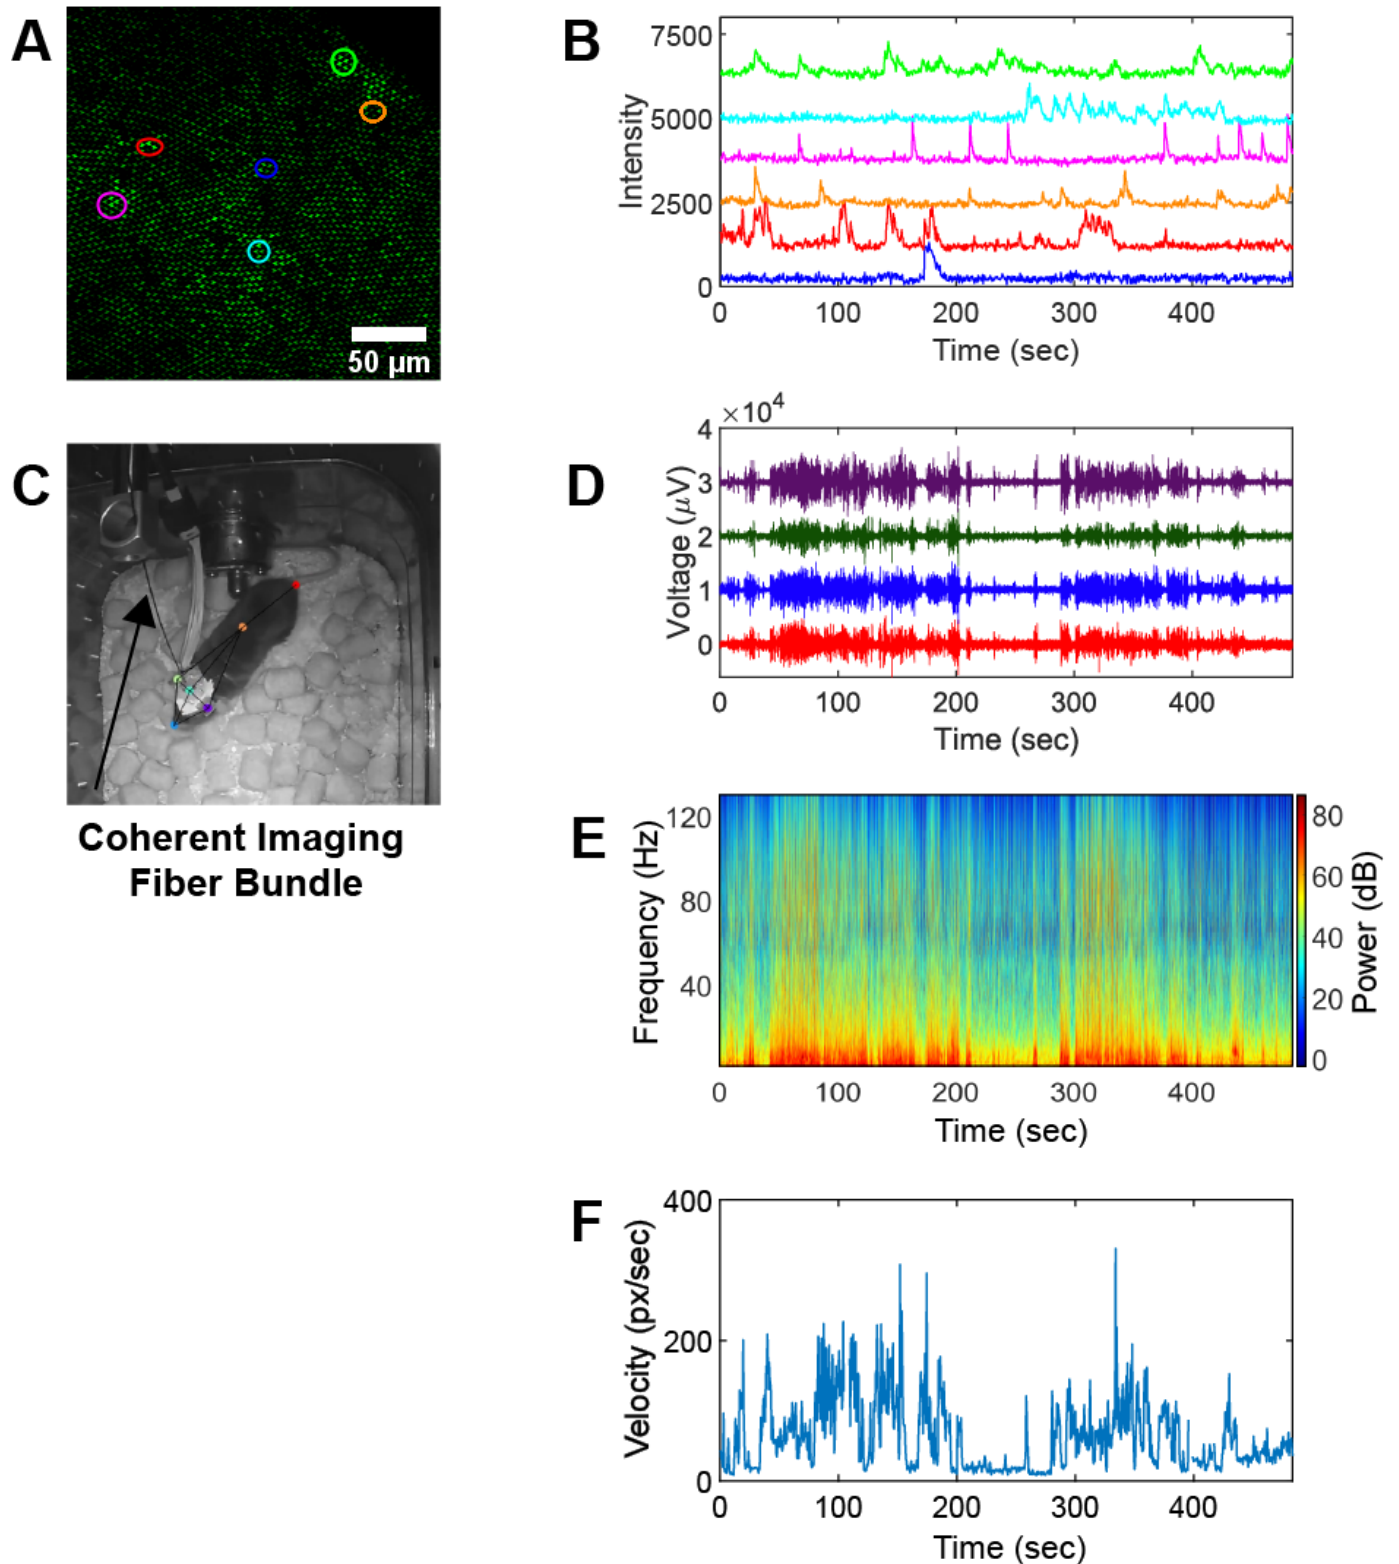 A
50 µm
B
7500
5000
2500
0
Intensity
0 100 200 300 400
Time (sec)
C
Coherent Imaging
Fiber Bundle
D
×10⁴
4
3
2
1
0
Voltage (µV)
0 100 200 300 400
Time (sec)
E
120
80
40
Frequency (Hz)
80
60
40
20
0
Power (dB)
0 100 200 300 400
Time (sec)
F
400
200
0
Velocity (px/sec)
0 100 200 300 400
Time (sec)